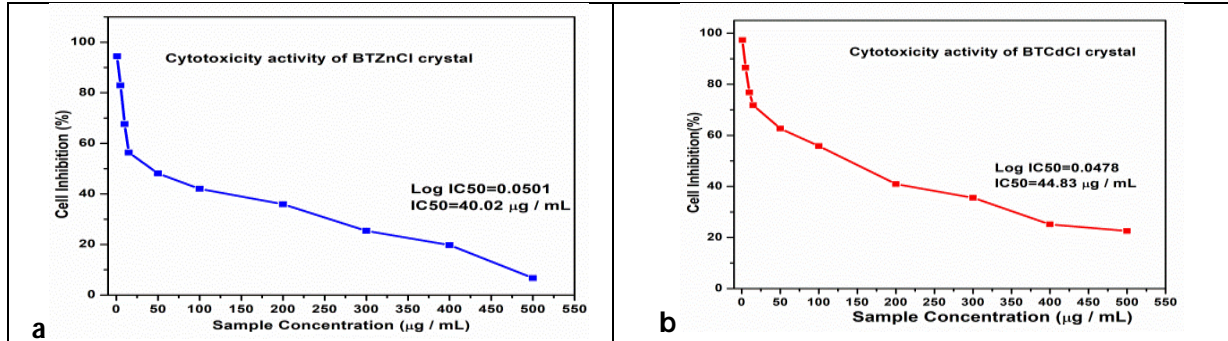 Cytotoxicity activity of BTZnCl crystal
Cell Inhibition (%)
100
80
60
40
20
0
Log IC50=0.0501
IC50=40.02 µg / mL
0 50 100 150 200 250 300 350 400 450 500 550
Sample Concentration (µg / mL)
a
Cytotoxicity activity of BTCdCl crystal
Cell Inhibition(%)
100
80
60
40
20
0
Log IC50=0.0478
IC50=44.83 µg / mL
0 50 100 150 200 250 300 350 400 450 500 550
Sample Concentration (µg / mL)
b